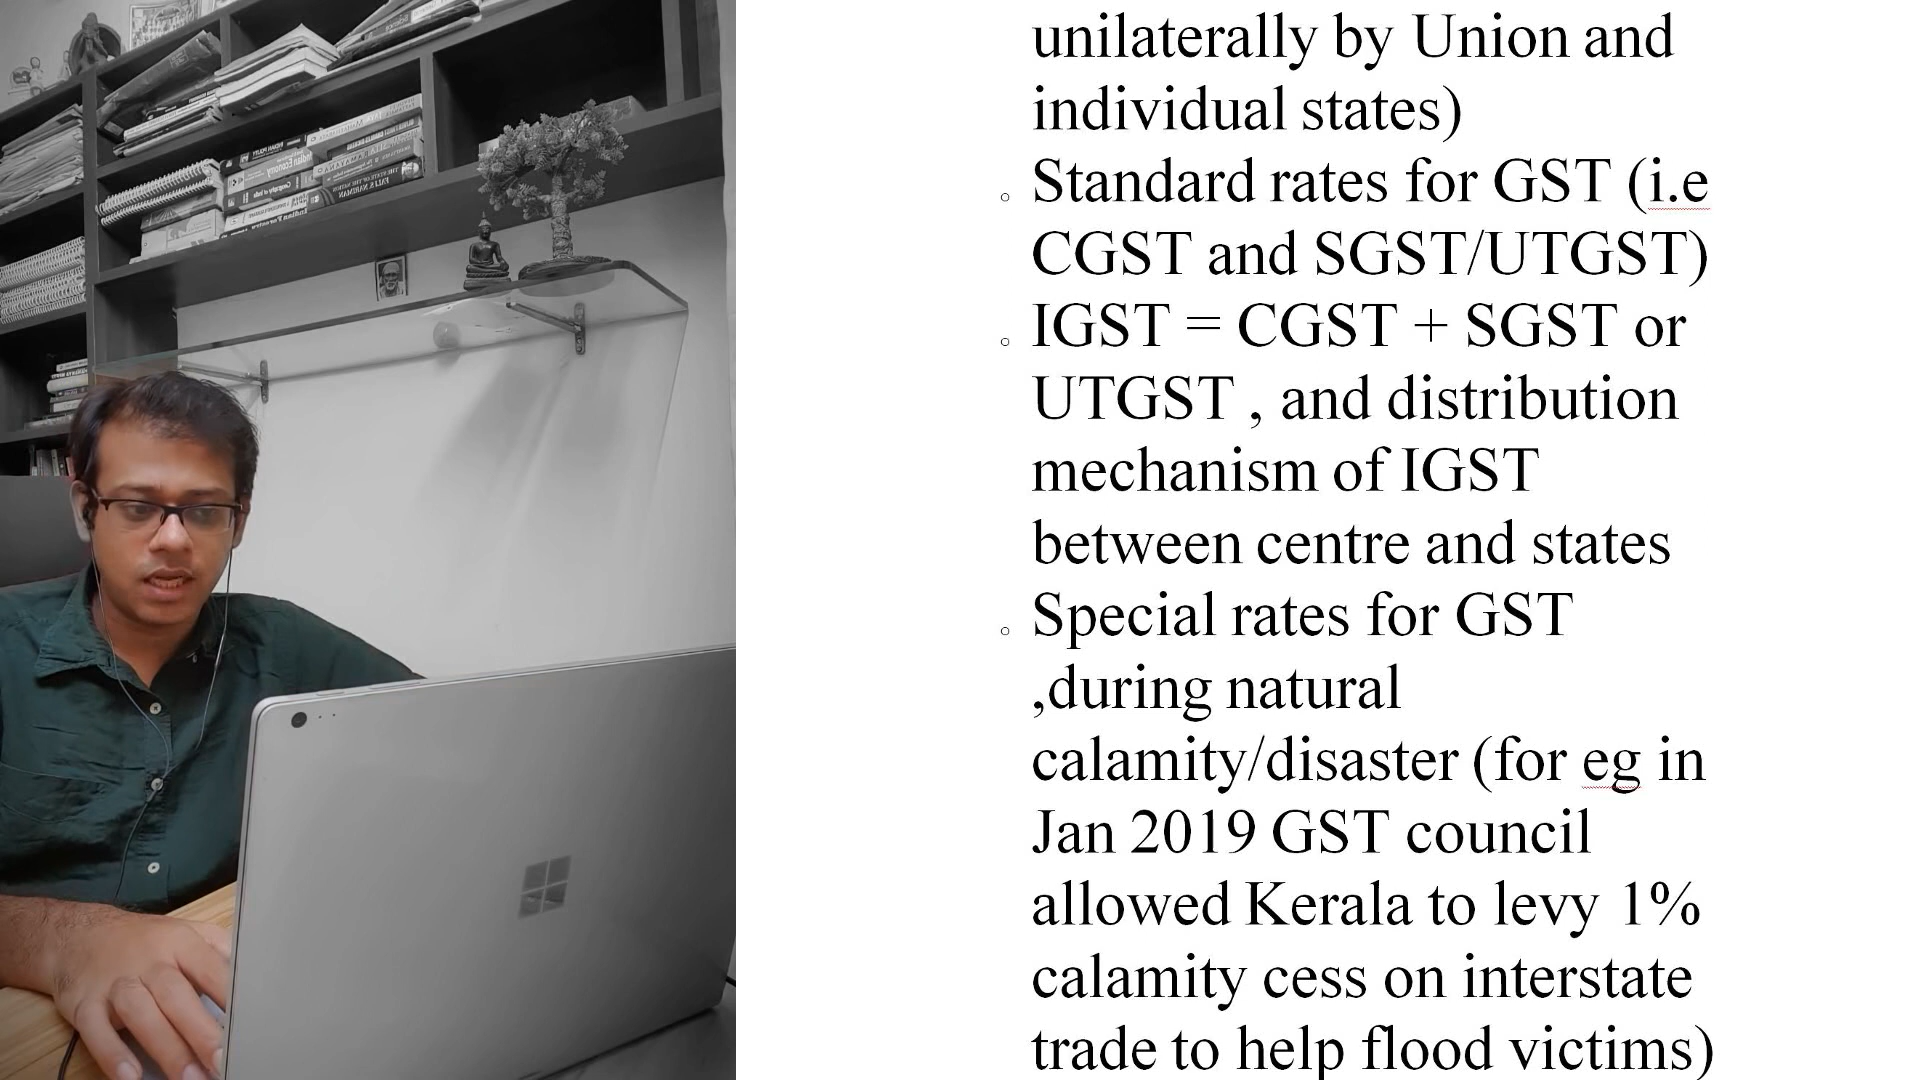 unilaterally by Union and
individual states)
Standard rates for GST (i.e
CGST and SGST/UTGST)
IGST = CGST + SGST or
UTGST , and distribution
mechanism of IGST
between centre and states
Special rates for GST
,during natural
calamity/disaster (for eg in
Jan 2019 GST council
allowed Kerala to levy 1%
calamity cess on interstate
trade to help flood victims)